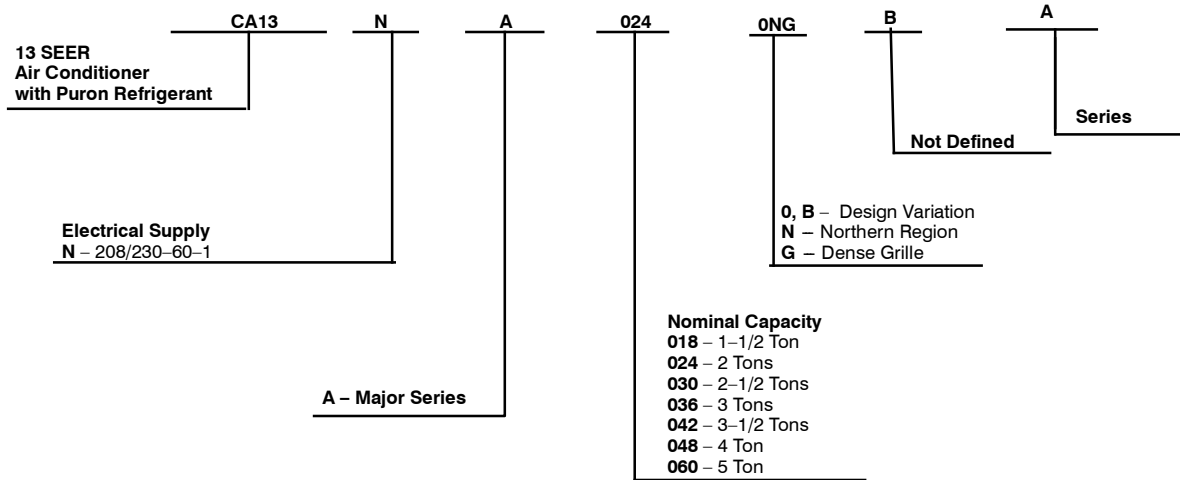 CA13 N A 024 0NG B A
13 SEER
Air Conditioner
with Puron Refrigerant
Series
Not Defined
0, B – Design Variation
N – Northern Region
G – Dense Grille
Electrical Supply
N – 208/230–60–1
Nominal Capacity
018 – 1–1/2 Ton
024 – 2 Tons
030 – 2–1/2 Tons
036 – 3 Tons
042 – 3–1/2 Tons
048 – 4 Ton
060 – 5 Ton
A – Major Series